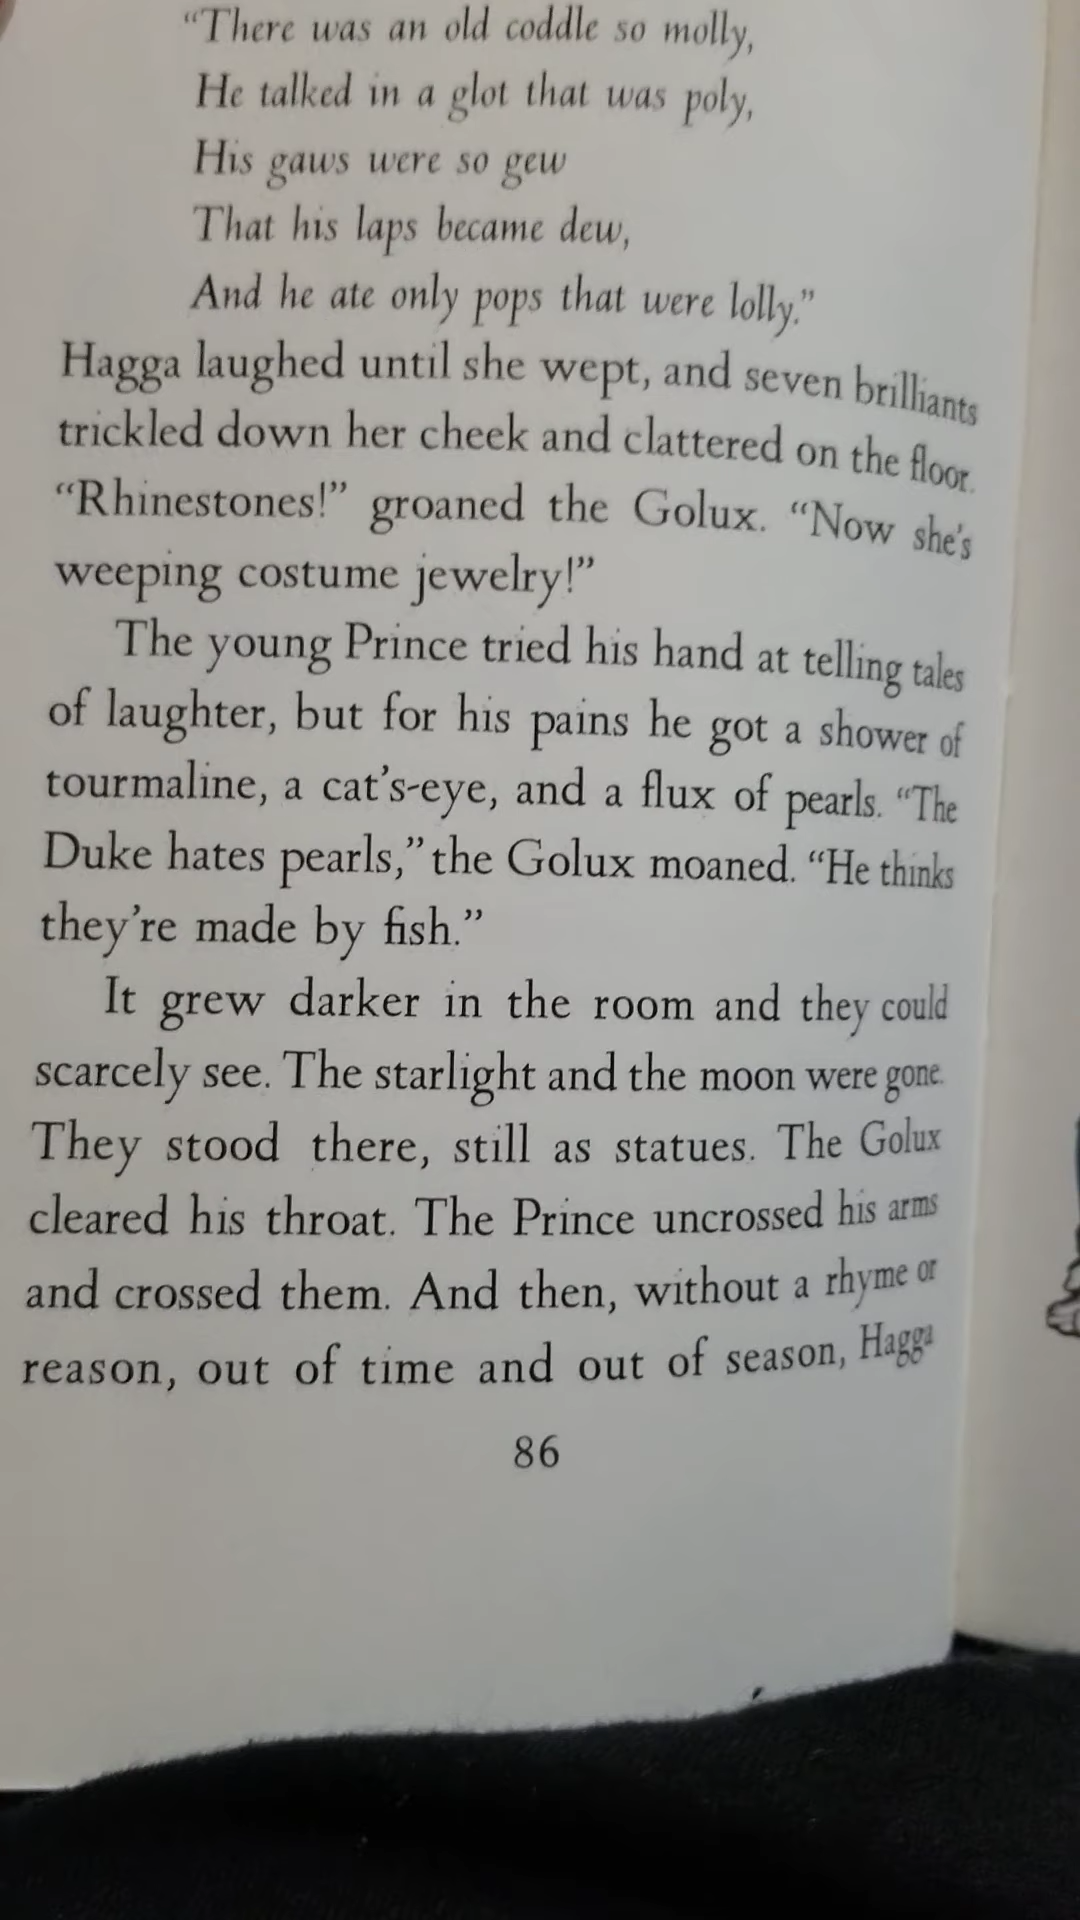 “There was an old coddle so molly,
He talked in a glot that was poly,
His gaws were so gew
That his laps became dew,
And he ate only pops that were lolly.”
Hagga laughed until she wept, and seven brilliants
trickled down her cheek and clattered on the floor.
“Rhinestones!” groaned the Golux. “Now she’s
weeping costume jewelry!”
The young Prince tried his hand at telling tales
of laughter, but for his pains he got a shower of
tourmaline, a cat’s-eye, and a flux of pearls. “The
Duke hates pearls,” the Golux moaned. “He thinks
they’re made by fish.”
It grew darker in the room and they could
scarcely see. The starlight and the moon were gone.
They stood there, still as statues. The Golux
cleared his throat. The Prince uncrossed his arms
and crossed them. And then, without a rhyme or
reason, out of time and out of season, Hagga
86